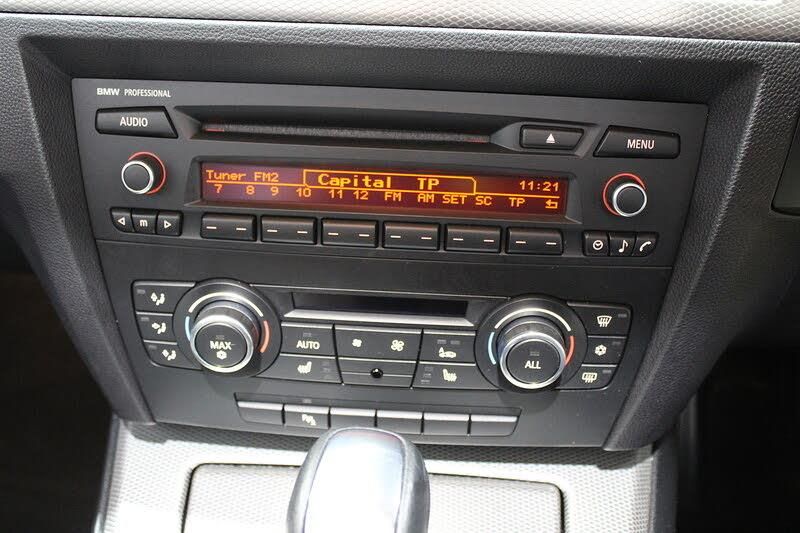 BMW PROFESSIONAL
AUDIO
MENU
Tuner FM2
Capital TP
11:21
7 8 9 10 11 12 FM AM SET SC TP
m
AUTO
MAX
ALL